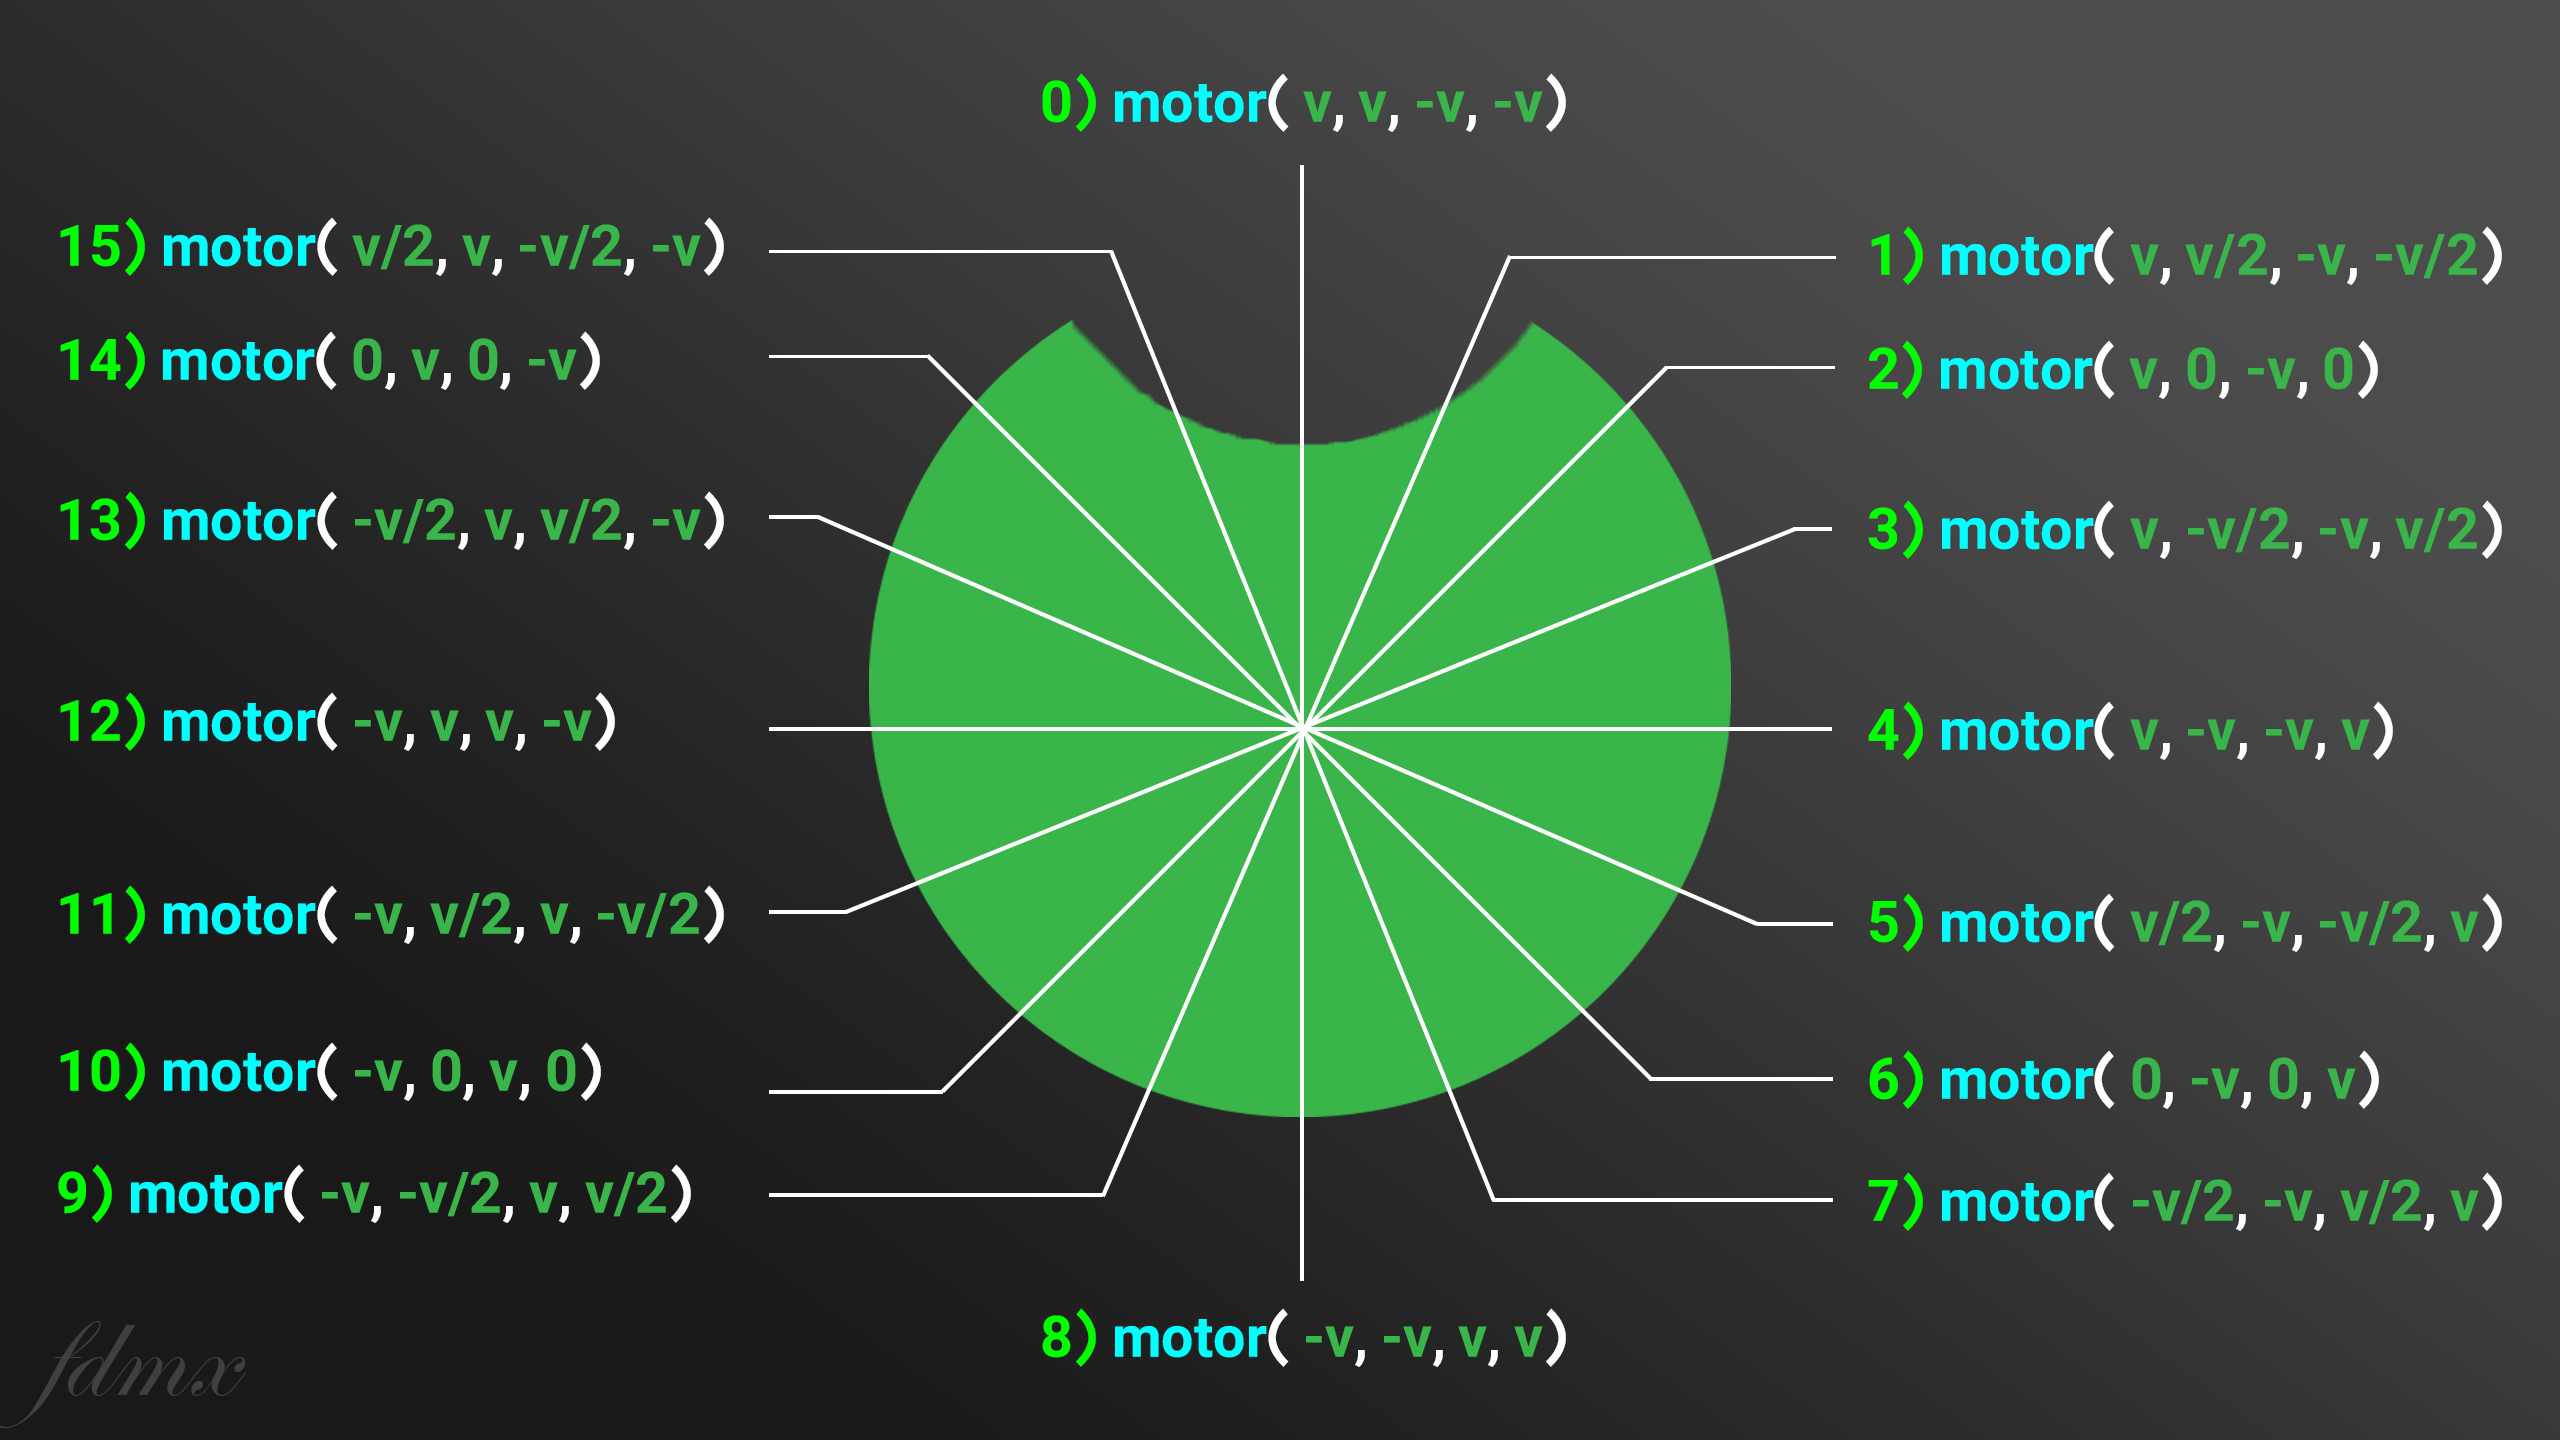 0) motor( v, v, -v, -v)
15) motor( v/2, v, -v/2, -v)
14) motor( 0, v, 0, -v)
13) motor( -v/2, v, v/2, -v)
12) motor( -v, v, v, -v)
11) motor( -v, v/2, v, -v/2)
10) motor( -v, 0, v, 0)
9) motor( -v, -v/2, v, v/2)
1) motor( v, v/2, -v, -v/2)
2) motor( v, 0, -v, 0)
3) motor( v, -v/2, -v, v/2)
4) motor( v, -v, -v, v)
5) motor( v/2, -v, -v/2, v)
6) motor( 0, -v, 0, v)
7) motor( -v/2, -v, v/2, v)
8) motor( -v, -v, v, v)
fdmx